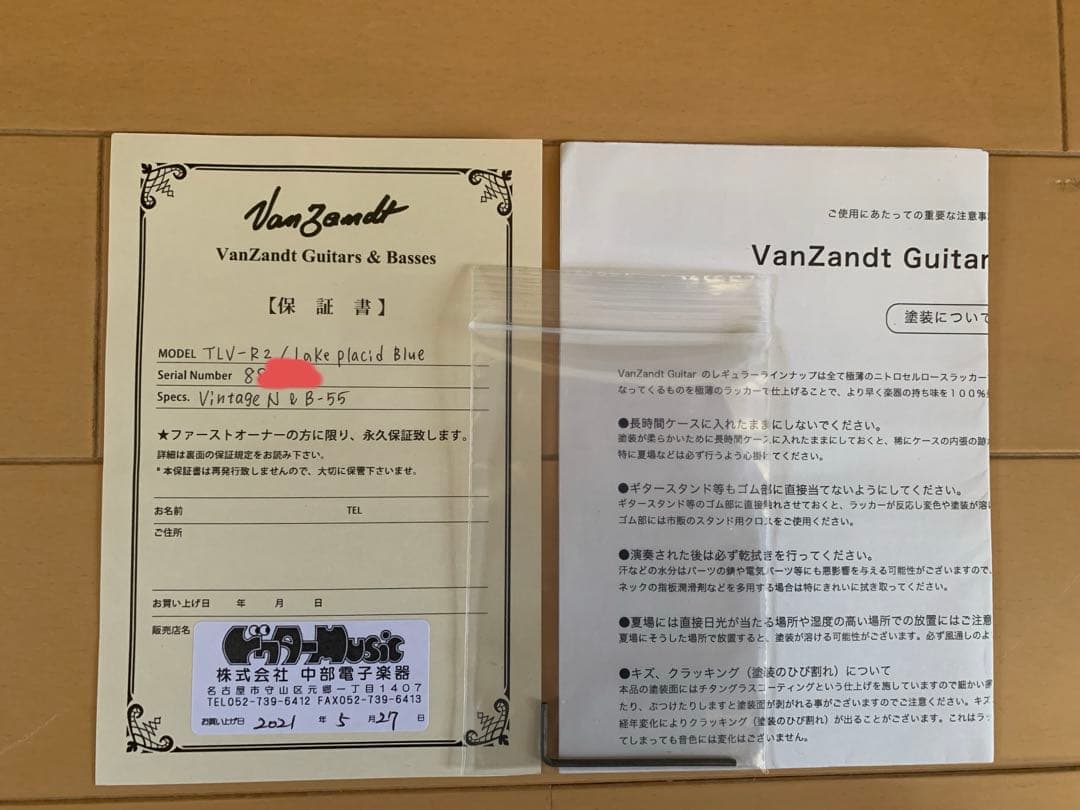 VanZandt
VanZandt Guitars & Basses
【保 証 書】
MODEL TLV-R2 / Lake placid Blue
Serial Number 88
Specs. Vintage N & B-55
★ファーストオーナーの方に限り、永久保証致します。
詳細は裏面の保証規定をお読み下さい。
*本保証書は再発行致しませんので、大切に保管下さいませ。
お名前 TEL
ご住所
お買い上げ日 年 月 日
販売店名
ドクターMusic
株式会社 中部電子楽器
名古屋市守山区元郷一丁目1407
TEL052-739-6412 FAX052-739-6413
お買い上げ日 2021 年 5 月 27 日
ご使用にあたっての重要な注意事
VanZandt Guitar
塗装について
VanZandt Guitar のレギュラーラインナップは全て極薄のニトロセルロースラッカー
なってくるものを極薄のラッカーで仕上げることで、より早く楽器の持ち味を100%
●長時間ケースに入れたままにしないでください。
塗装が柔らかいために長時間ケースに入れたままにしておくと、稀にケースの内張の跡
特に夏場などは必ず行うよう心掛けてください。
●ギタースタンド等もゴム部に直接当てないようにしてください。
ギタースタンド等のゴム部に直接触れさせておくと、ラッカーが反応し変色や塗装が溶
ゴム部には市販のスタンド用クロスをご使用ください。
●演奏された後は必ず乾拭きを行ってください。
汗などの水分はパーツの錆や電気パーツ等にも悪影響を与える可能性がございますので、
ネックの指板潤滑剤などを多用する場合は特にきれいに拭き取ってください。
●夏場には直接日光が当たる場所や湿度の高い場所での放置にはご注意
夏場にそうした場所で放置すると、塗装が溶ける可能性がございます。必ず風通しのよ
●キズ、クラッキング（塗装のひび割れ）について
本品の塗装面にはチタングラスコーティングという仕上げを施していますので細かい
たり、ぶつけたりしますと塗装面が剥がれる事がございますのでご注意ください。キズ
経年変化によりクラッキング（塗装のひび割れ）が出ることがございます。これはラッ
てしまっても音色には変化はございません。